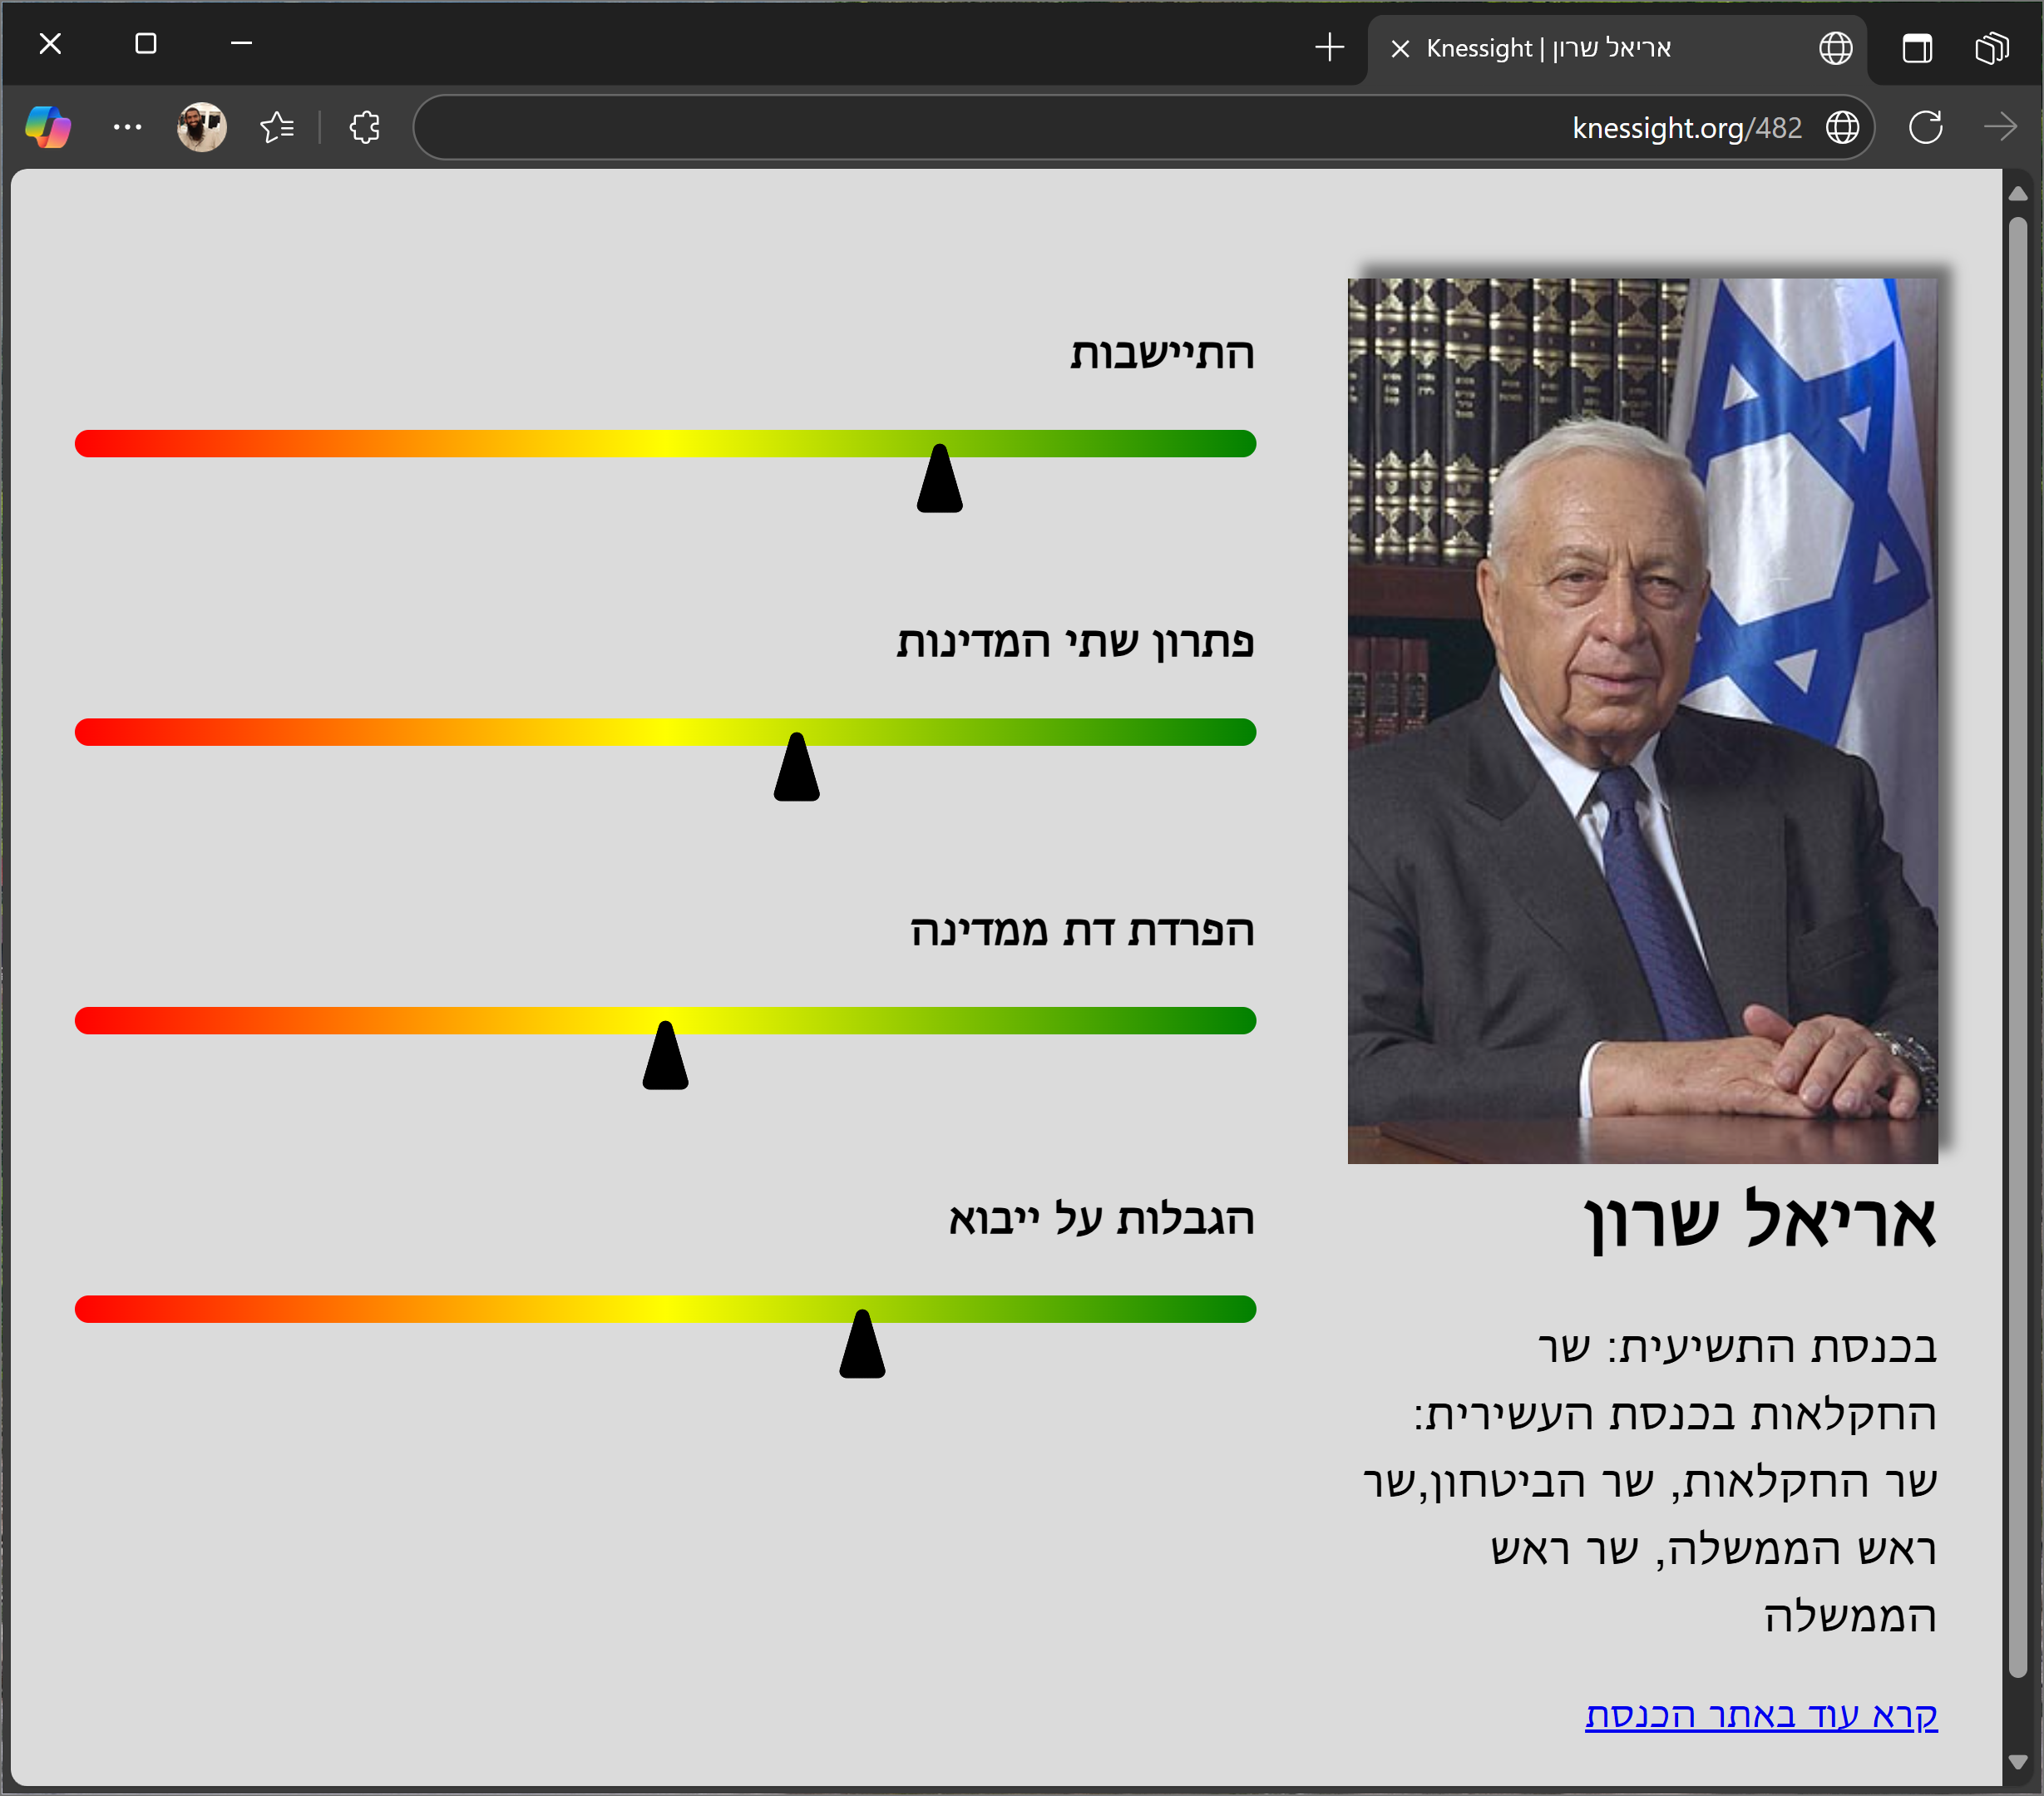 אריאל שרון | Knessight
knessight.org/482
התיישבות
פתרון שתי המדינות
הפרדת דת ממדינה
הגבלות על ייבוא
אריאל שרון
בכנסת התשיעית: שר
החקלאות בכנסת העשירית:
שר החקלאות, שר הביטחון,שר
ראש הממשלה, שר ראש
הממשלה
קרא עוד באתר הכנסת